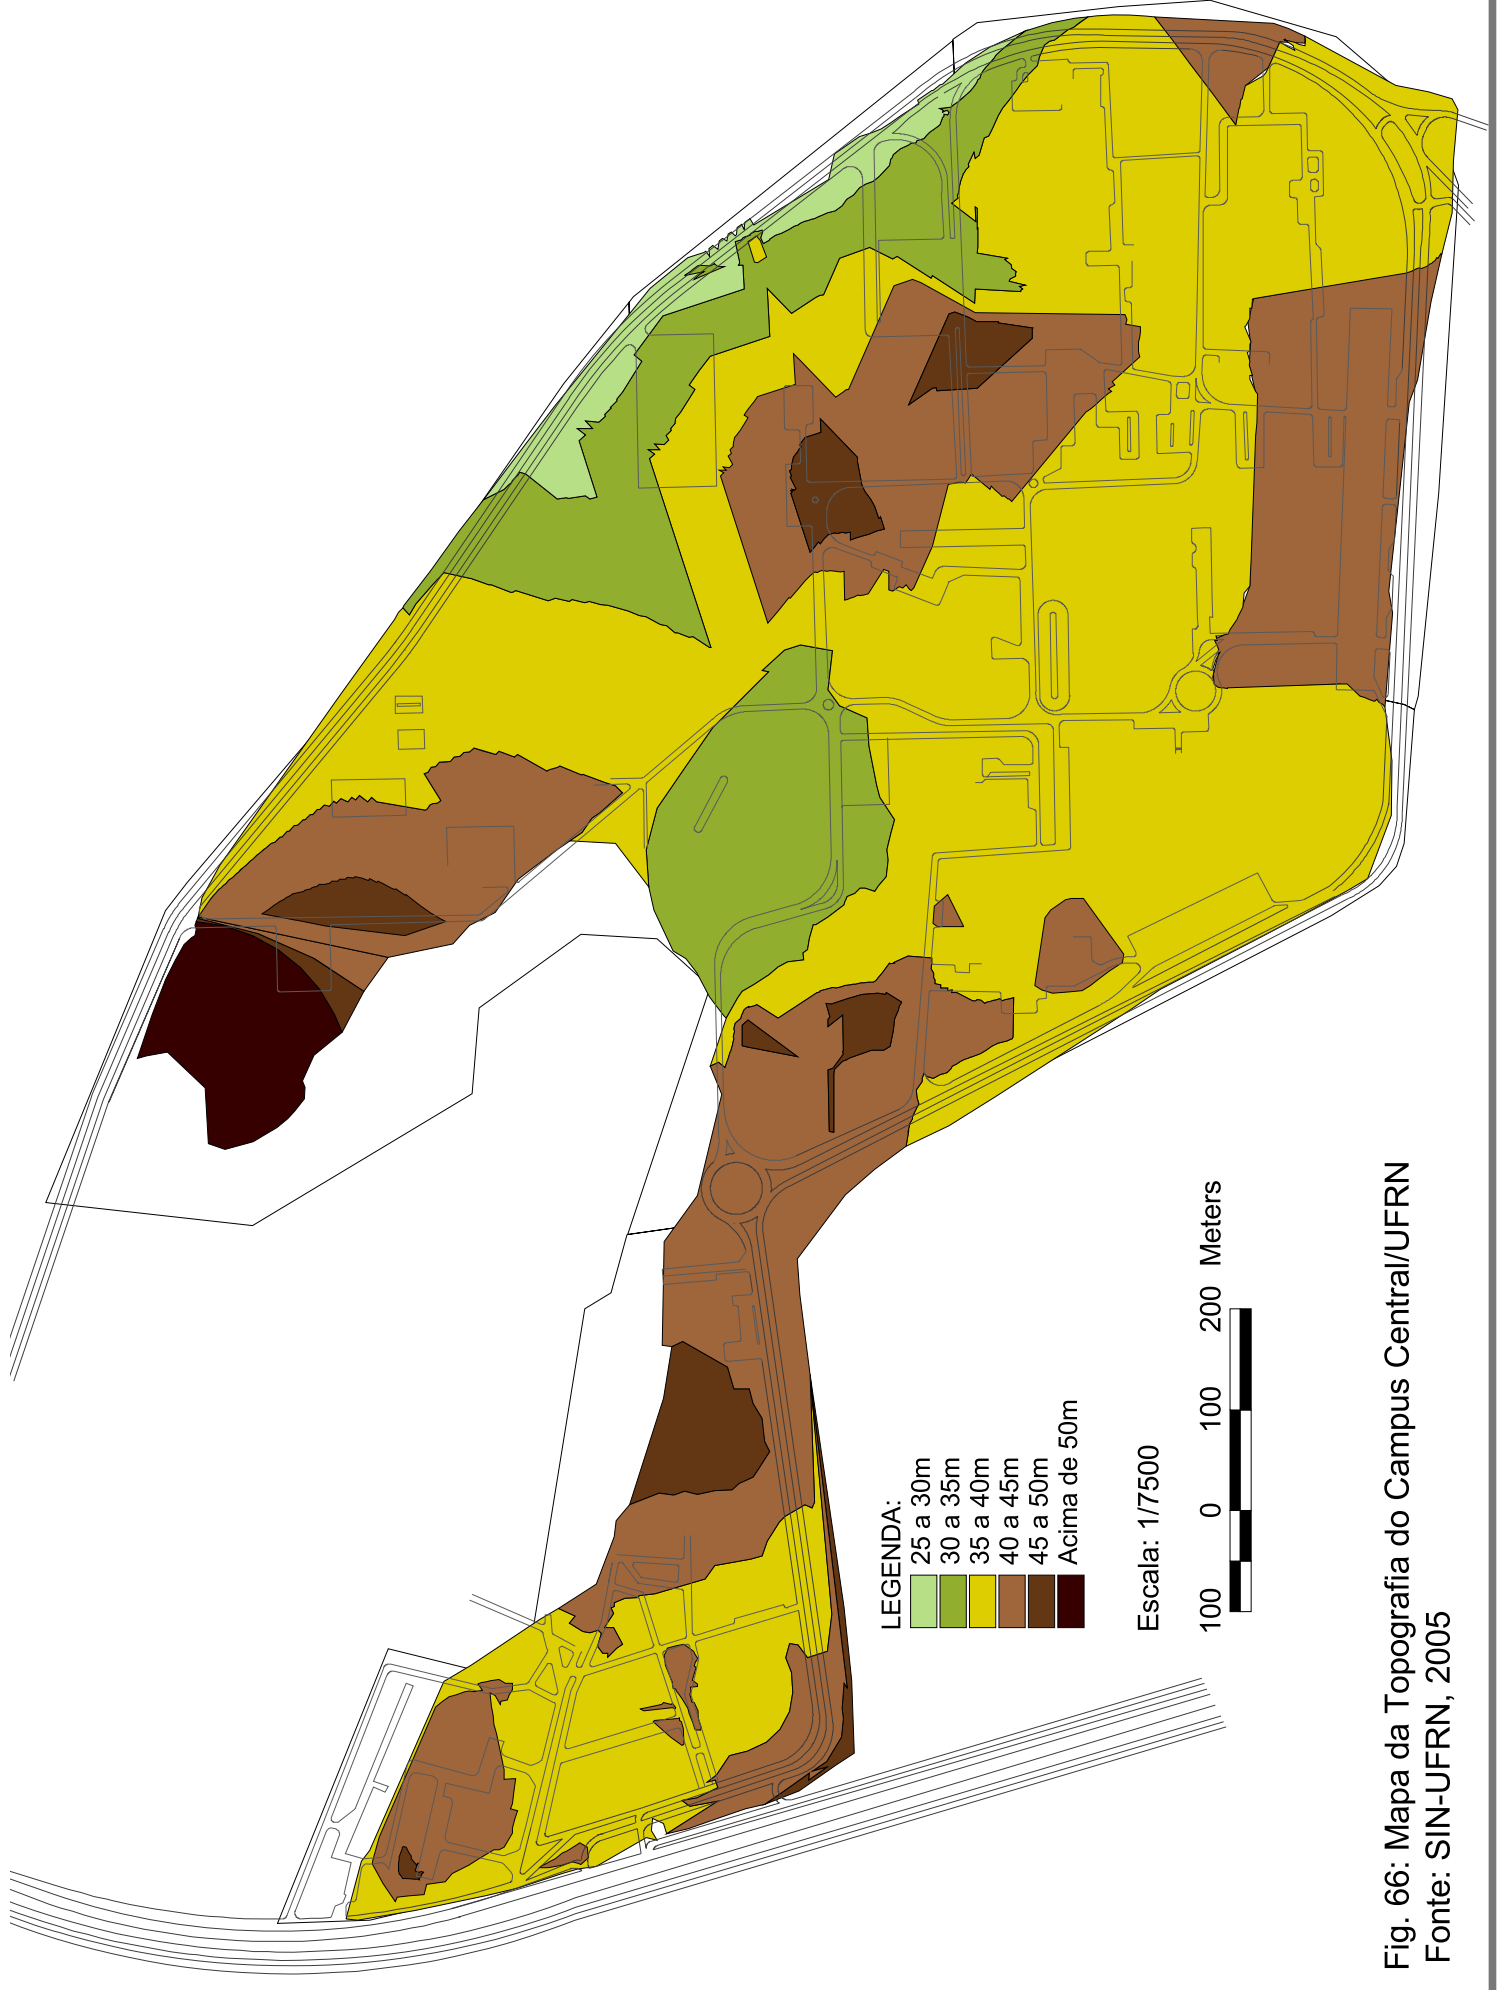 LEGENDA:
25 a 30m
30 a 35m
35 a 40m
40 a 45m
45 a 50m
Acima de 50m
Escala: 1/7500
100 0 100 200 Meters
Fig. 66: Mapa da Topografia do Campus Central/UFRN
Fonte: SIN-UFRN, 2005